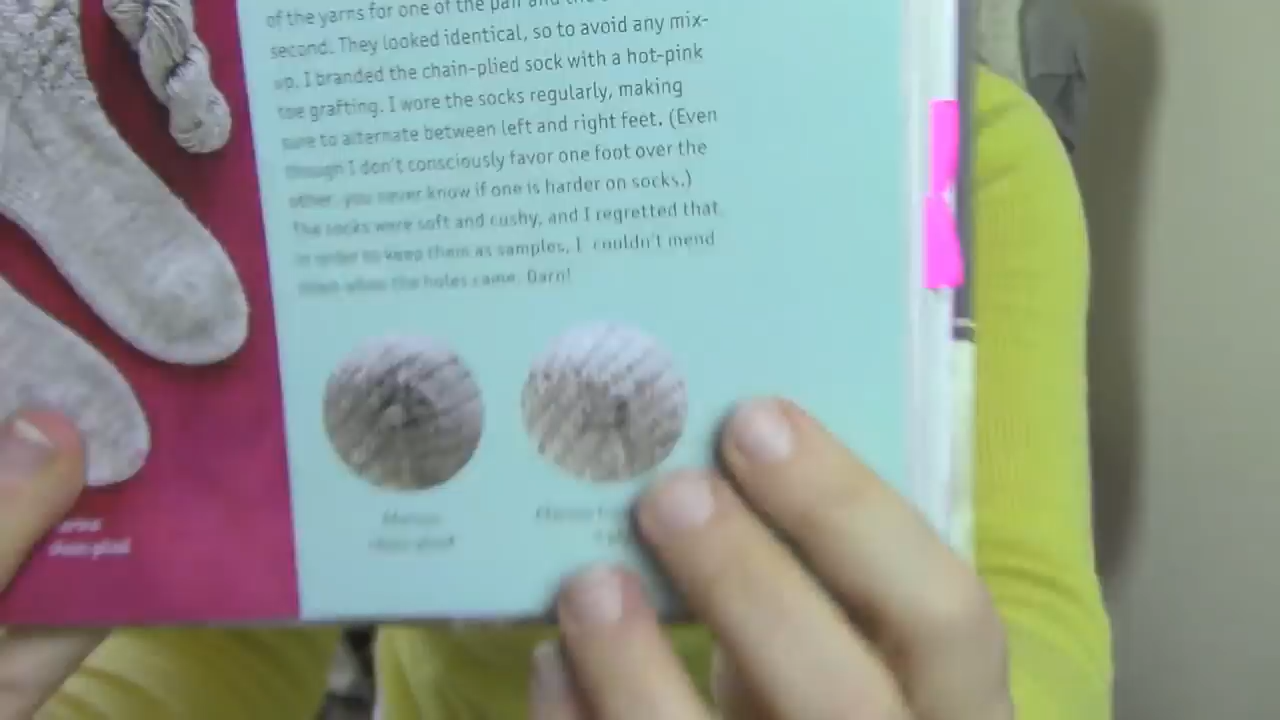 of the yarns for one of the pair and the
second. They looked identical, so to avoid any mix-
up, I branded the chain-plied sock with a hot-pink
toe grafting. I wore the socks regularly, making
sure to alternate between left and right feet. (Even
though I don't consciously favor one foot over the
other, you never know if one is harder on socks.)
The socks were soft and cushy, and I regretted that
in order to keep them as samples, I couldn't mend
them when the holes came. Darn!
chain-plied